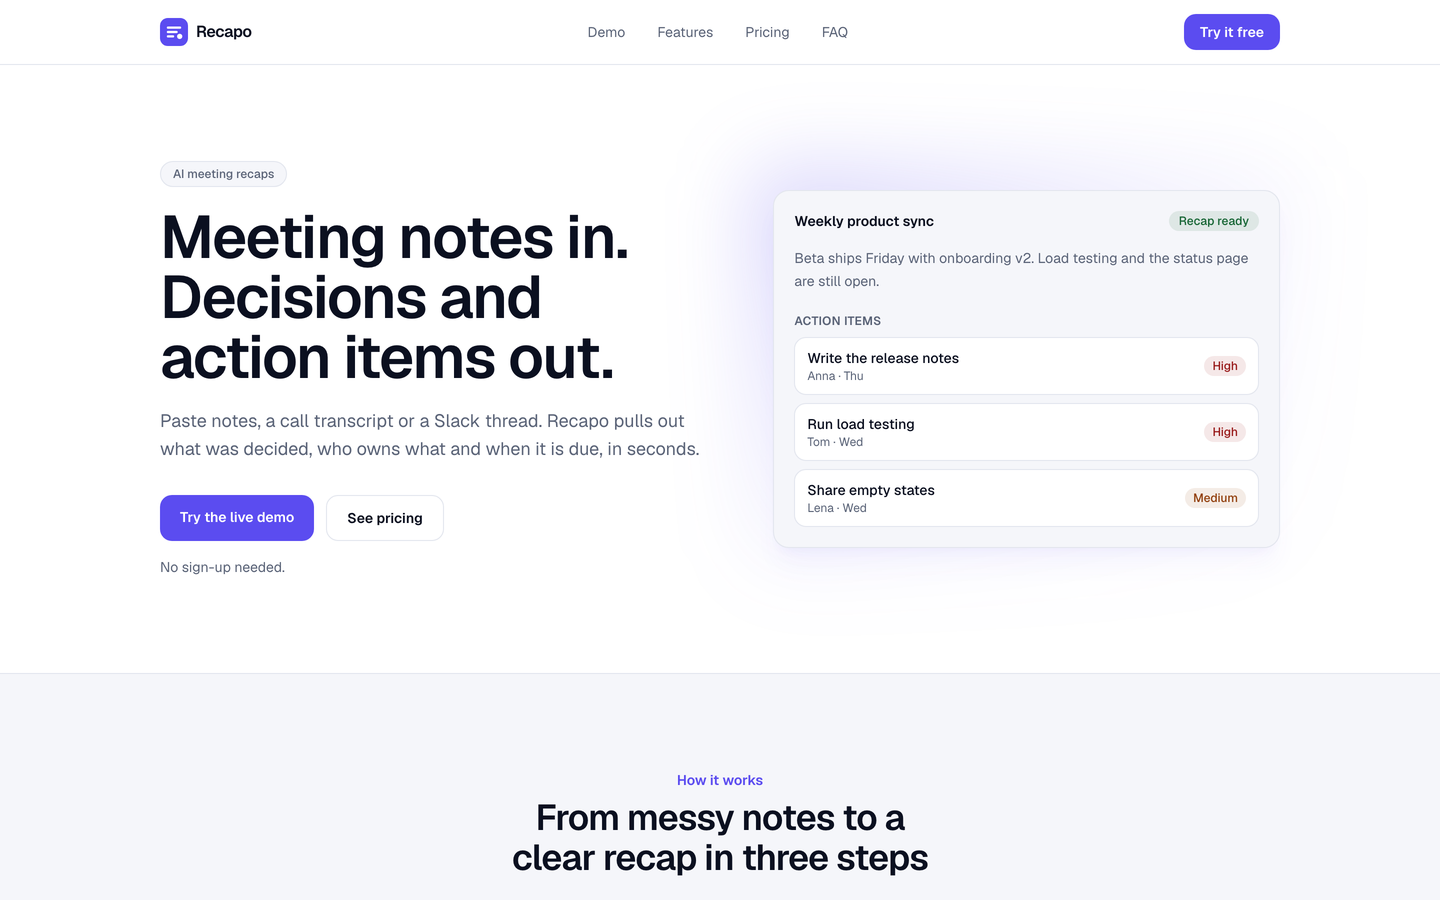 Recapo
Demo
Features
Pricing
FAQ
Try it free
AI meeting recaps
Meeting notes in.
Decisions and
action items out.
Paste notes, a call transcript or a Slack thread. Recapo pulls out
what was decided, who owns what and when it is due, in seconds.
Try the live demo
See pricing
No sign-up needed.
Weekly product sync
Recap ready
Beta ships Friday with onboarding v2. Load testing and the status page
are still open.
ACTION ITEMS
Write the release notes
Anna · Thu
High
Run load testing
Tom · Wed
High
Share empty states
Lena · Wed
Medium
How it works
From messy notes to a
clear recap in three steps